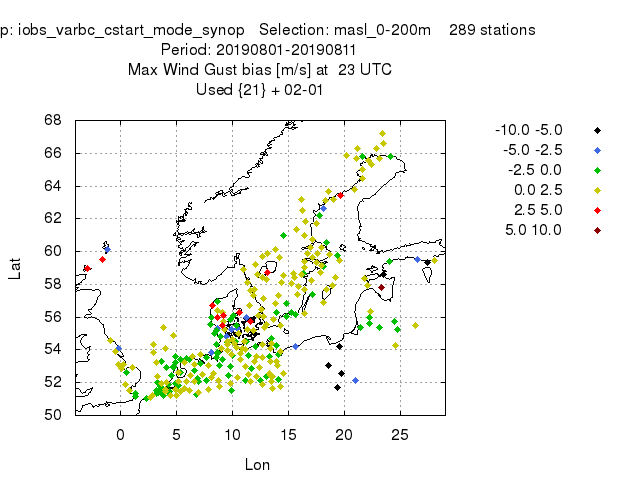 p: iobs_varbc_cstart_mode_synop Selection: masl_0-200m 289 stations
Period: 20190801-20190811
Max Wind Gust bias [m/s] at 23 UTC
Used {21} + 02-01
68
66
64
62
60
58
56
54
52
50
Lat
0 5 10 15 20 25
Lon
-10.0 -5.0
-5.0 -2.5
-2.5 0.0
0.0 2.5
2.5 5.0
5.0 10.0